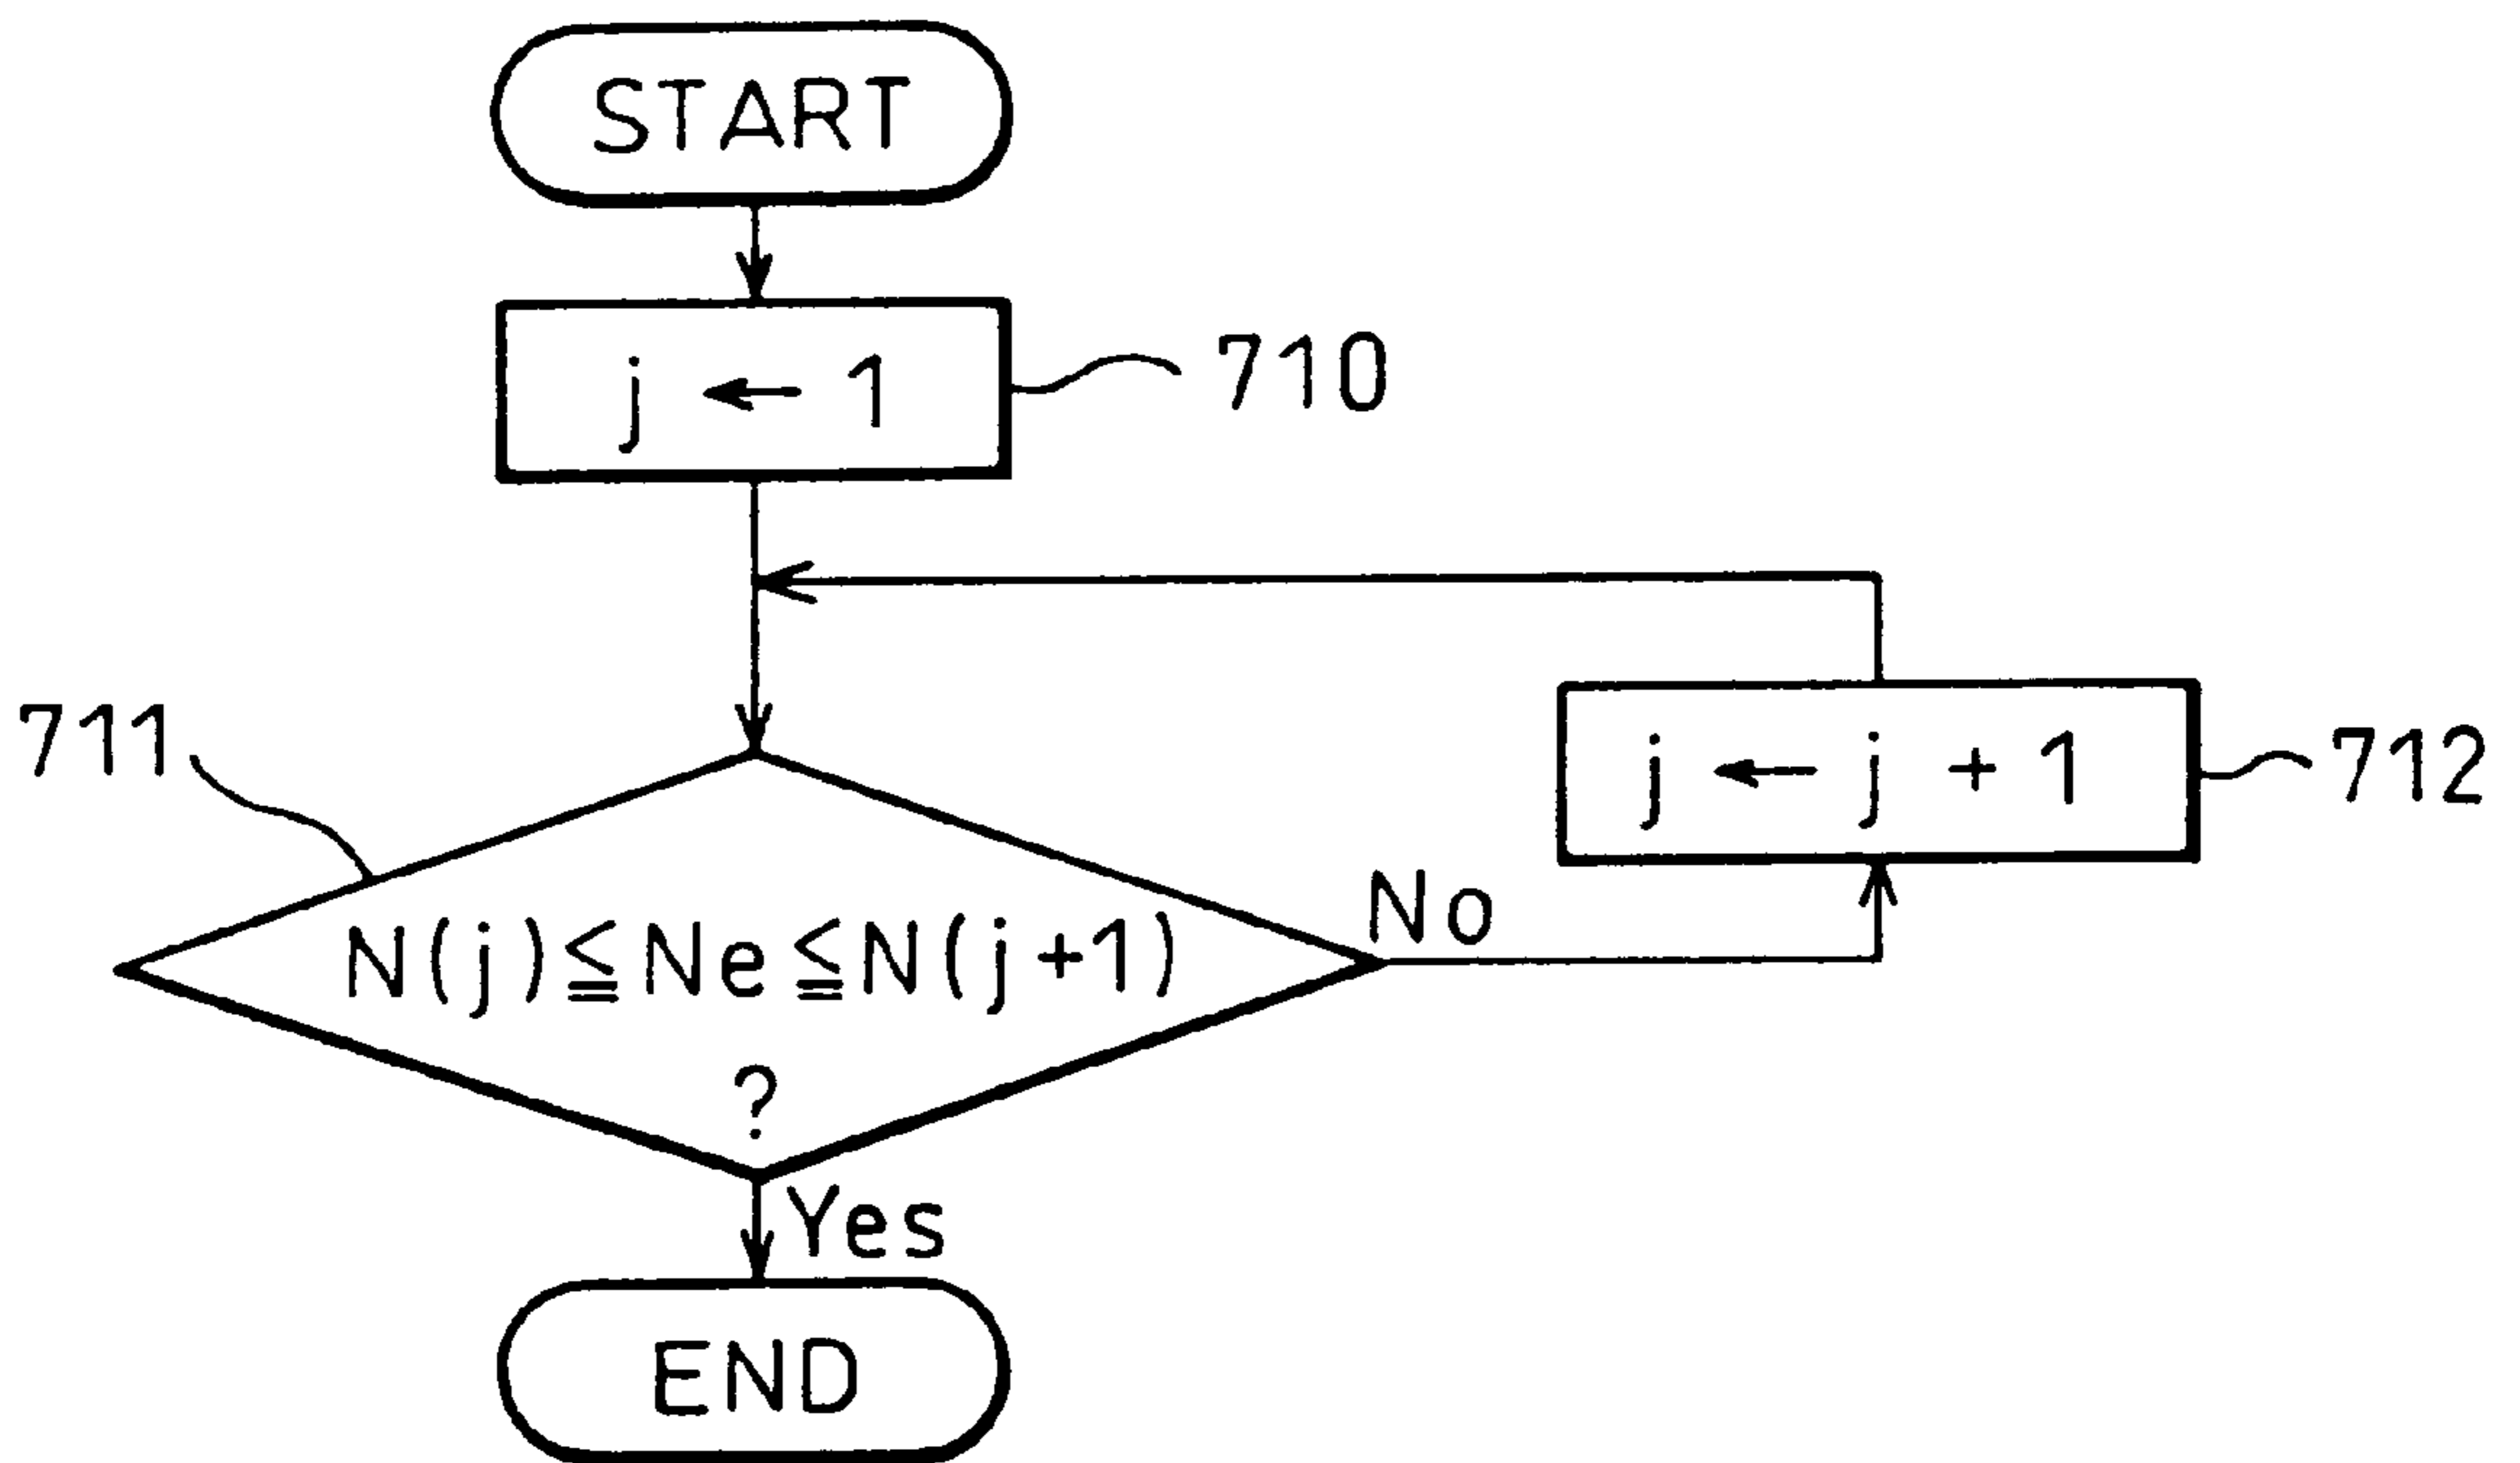 START
j ← 1
710
711
j ← j + 1
712
N(j)≦Ne≦N(j+1)
?
No
Yes
END